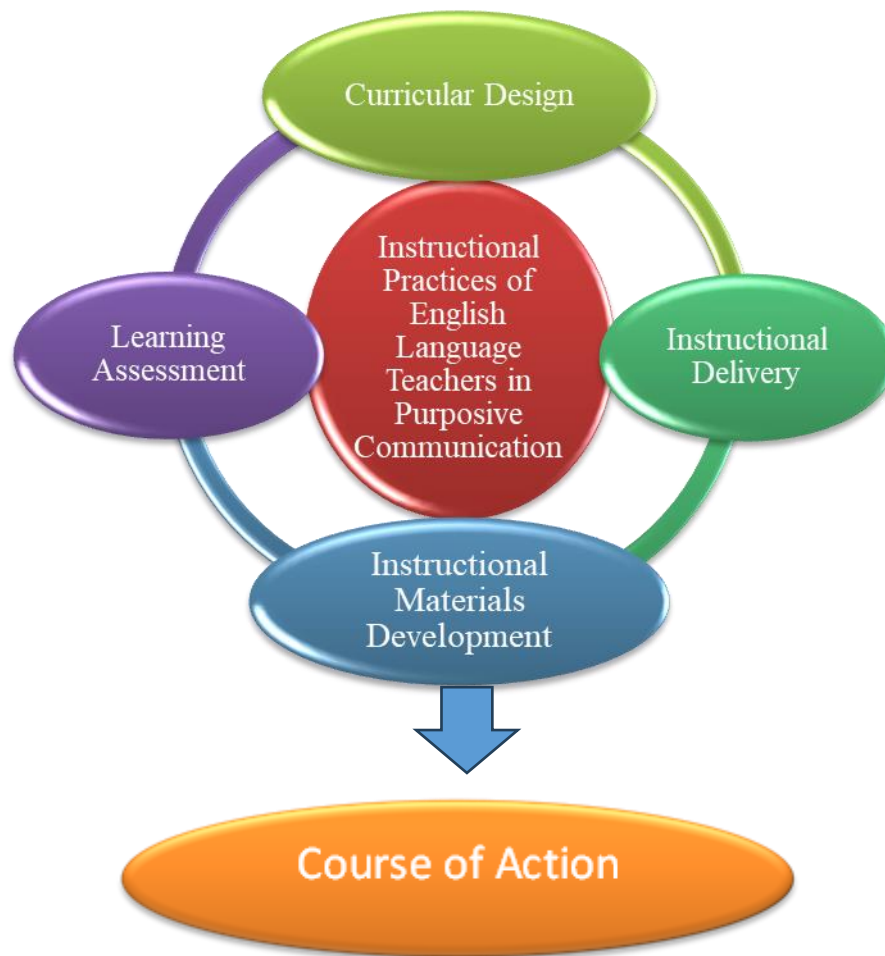 Curricular Design
Instructional
Practices of
English
Language
Teachers in
Purposive
Communication
Learning
Assessment
Instructional
Delivery
Instructional
Materials
Development
Course of Action